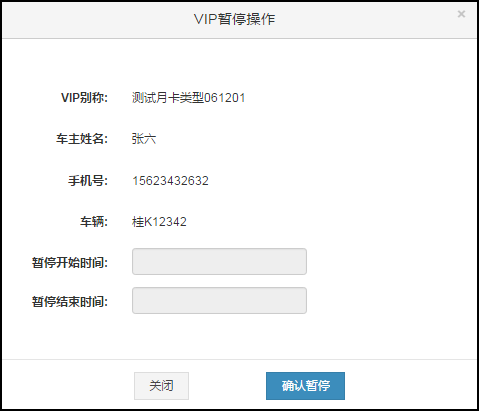 VIP暂停操作 ×
VIP别称: 测试月卡类型061201
车主姓名: 张六
手机号: 15623432632
车辆: 桂K12342
暂停开始时间:
暂停结束时间:
关闭 确认暂停